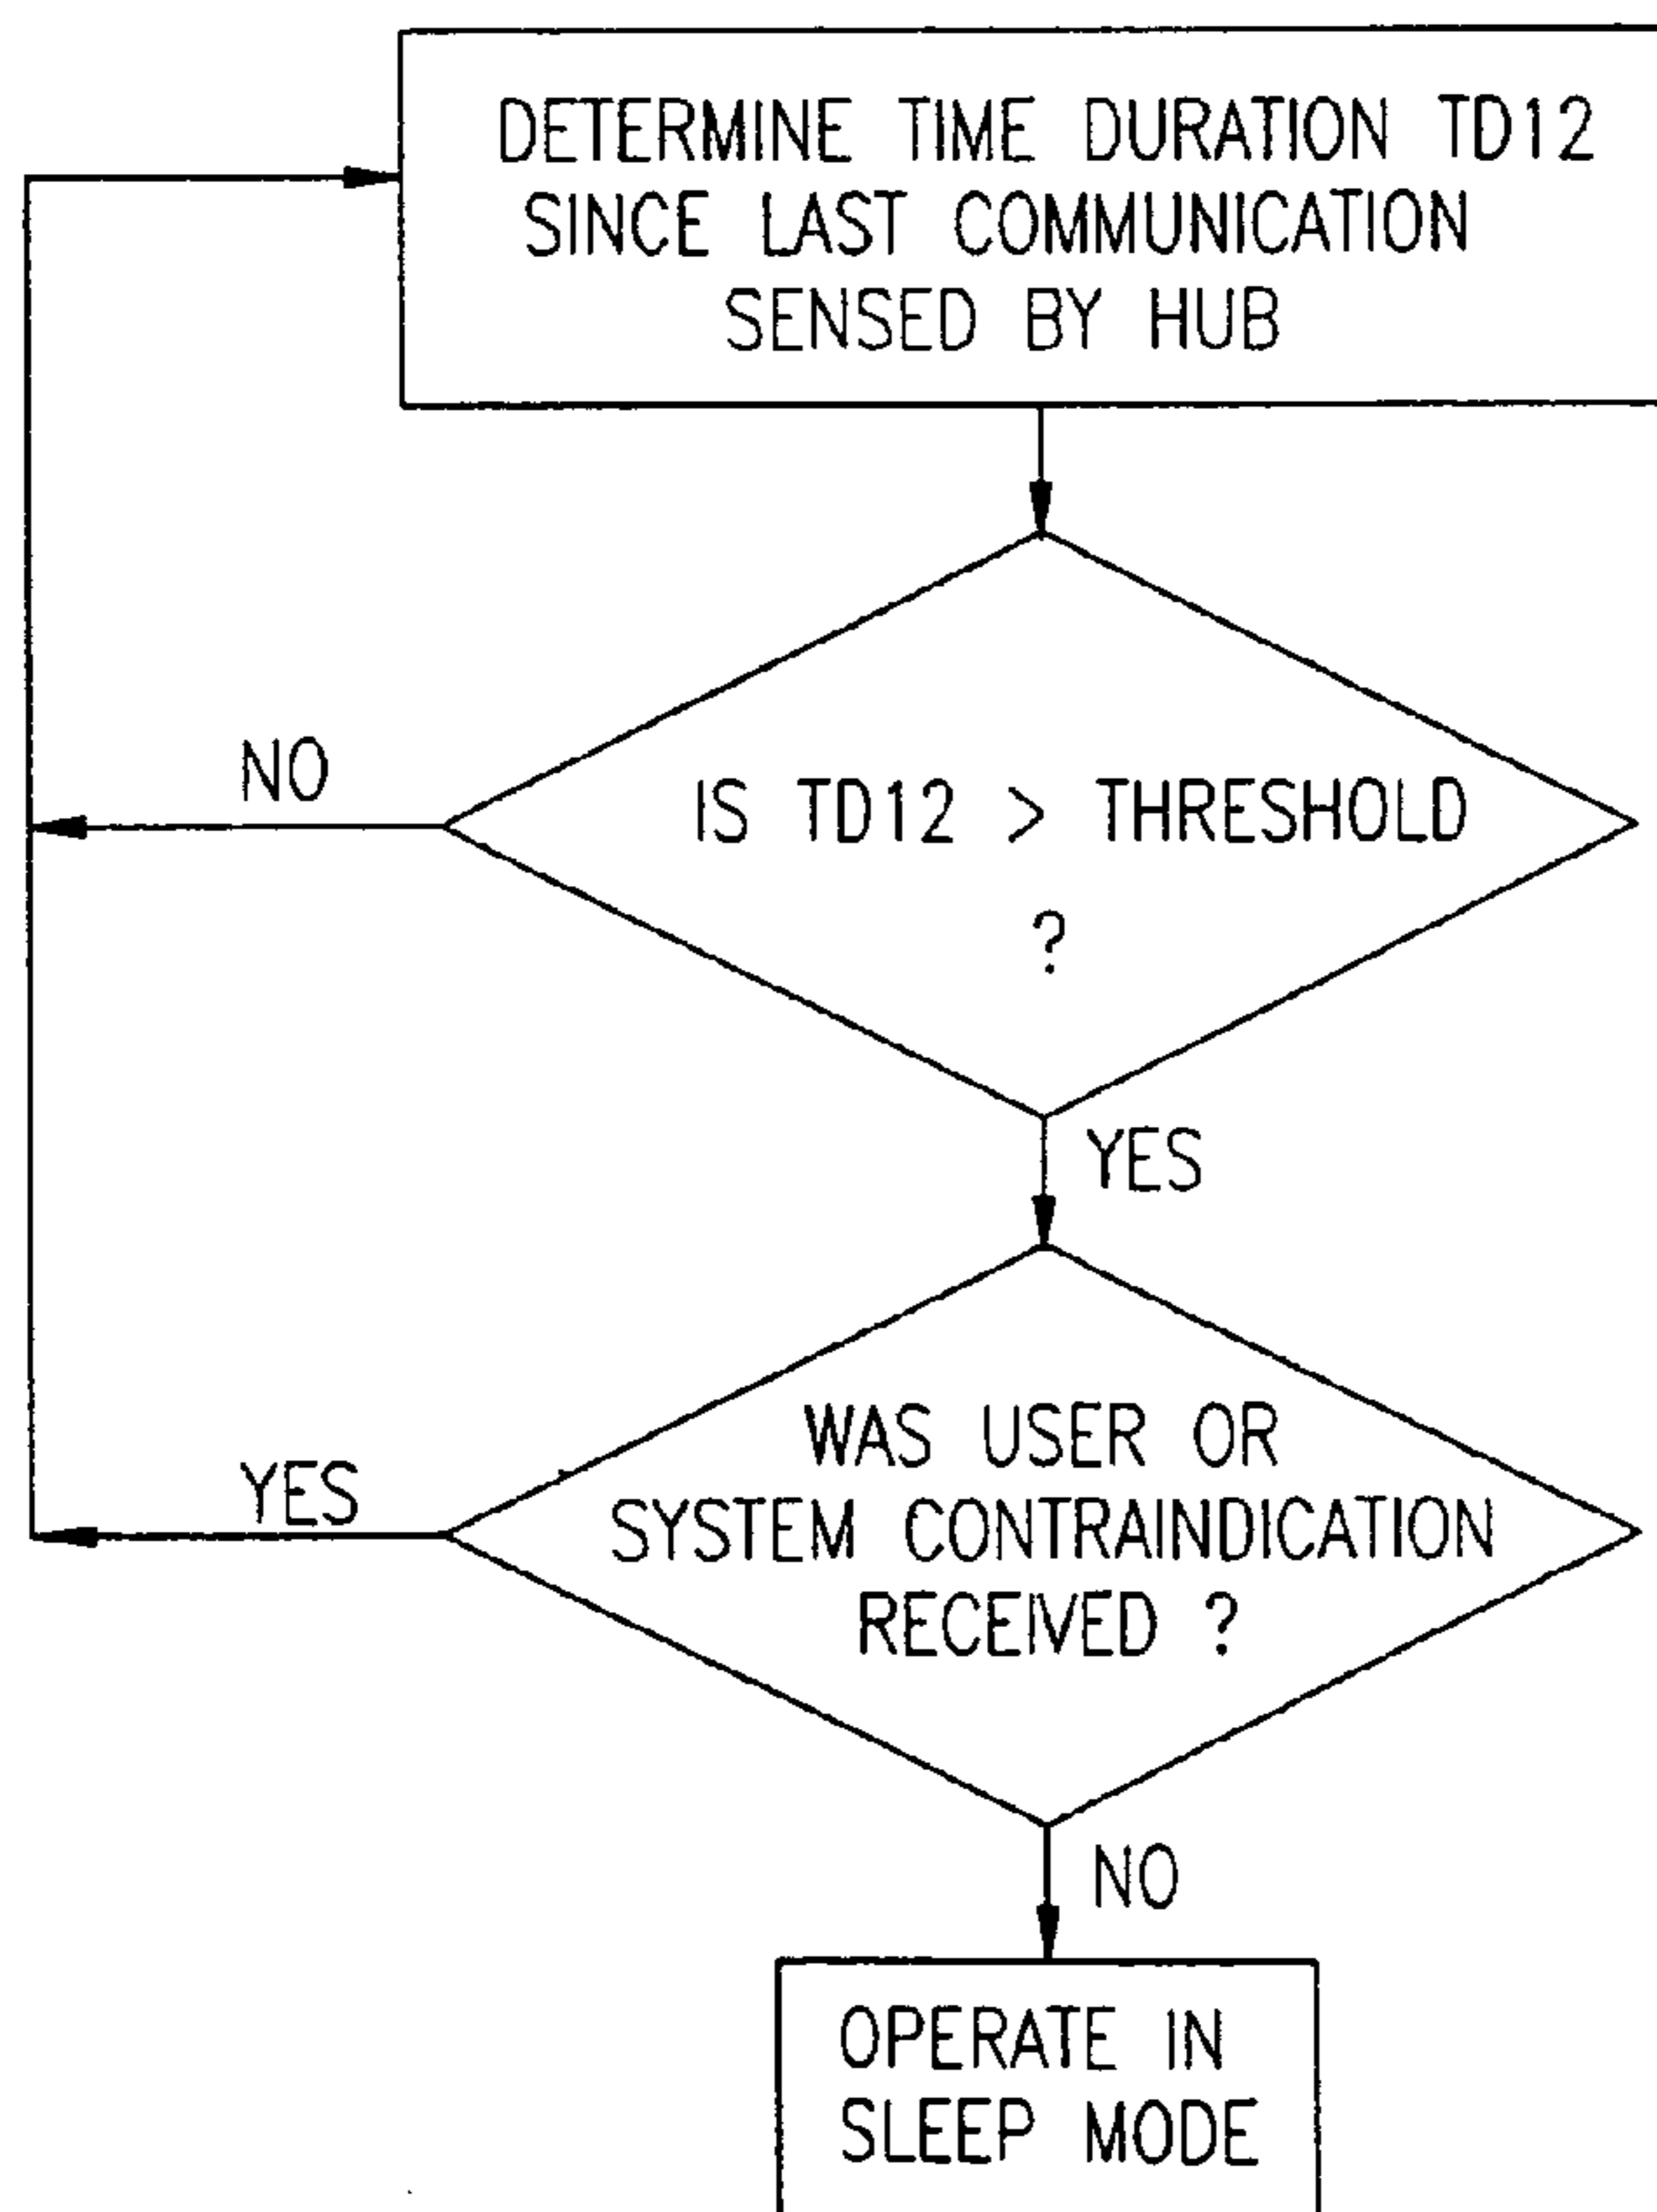 DETERMINE TIME DURATION TD12
SINCE LAST COMMUNICATION
SENSED BY HUB
NO
IS TD12 > THRESHOLD
?
YES
YES
WAS USER OR
SYSTEM CONTRAINDICATION
RECEIVED ?
NO
OPERATE IN
SLEEP MODE